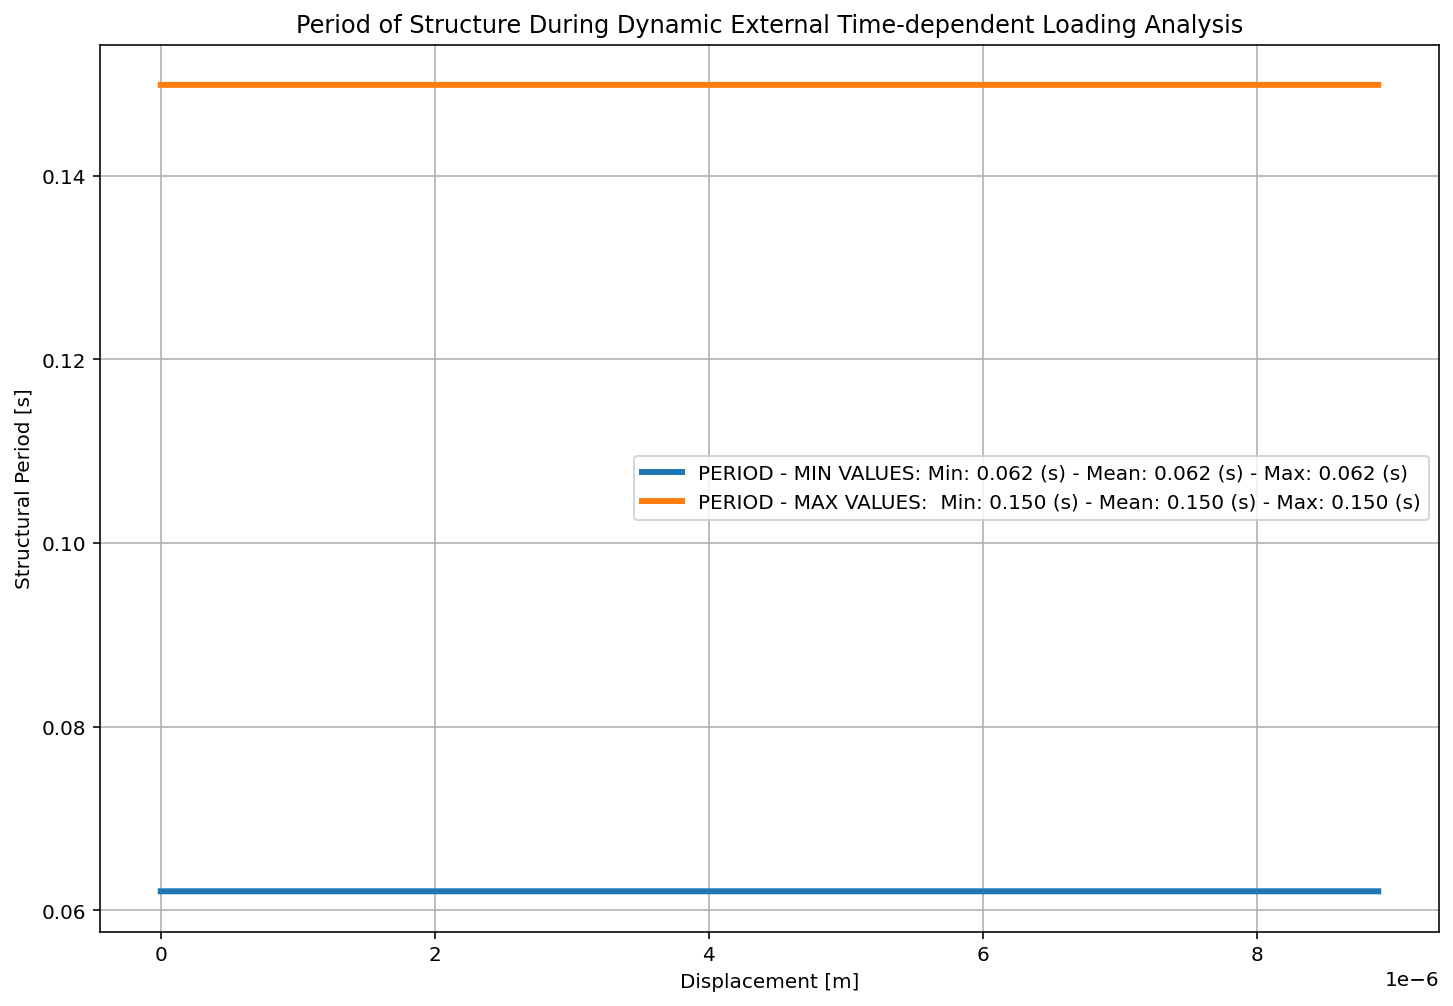 Period of Structure During Dynamic External Time-dependent Loading Analysis
Structural Period [s]
0.14
0.12
0.10
0.08
0.06
PERIOD - MIN VALUES: Min: 0.062 (s) - Mean: 0.062 (s) - Max: 0.062 (s)
PERIOD - MAX VALUES:  Min: 0.150 (s) - Mean: 0.150 (s) - Max: 0.150 (s)
0 2 4 6 8
1e−6
Displacement [m]